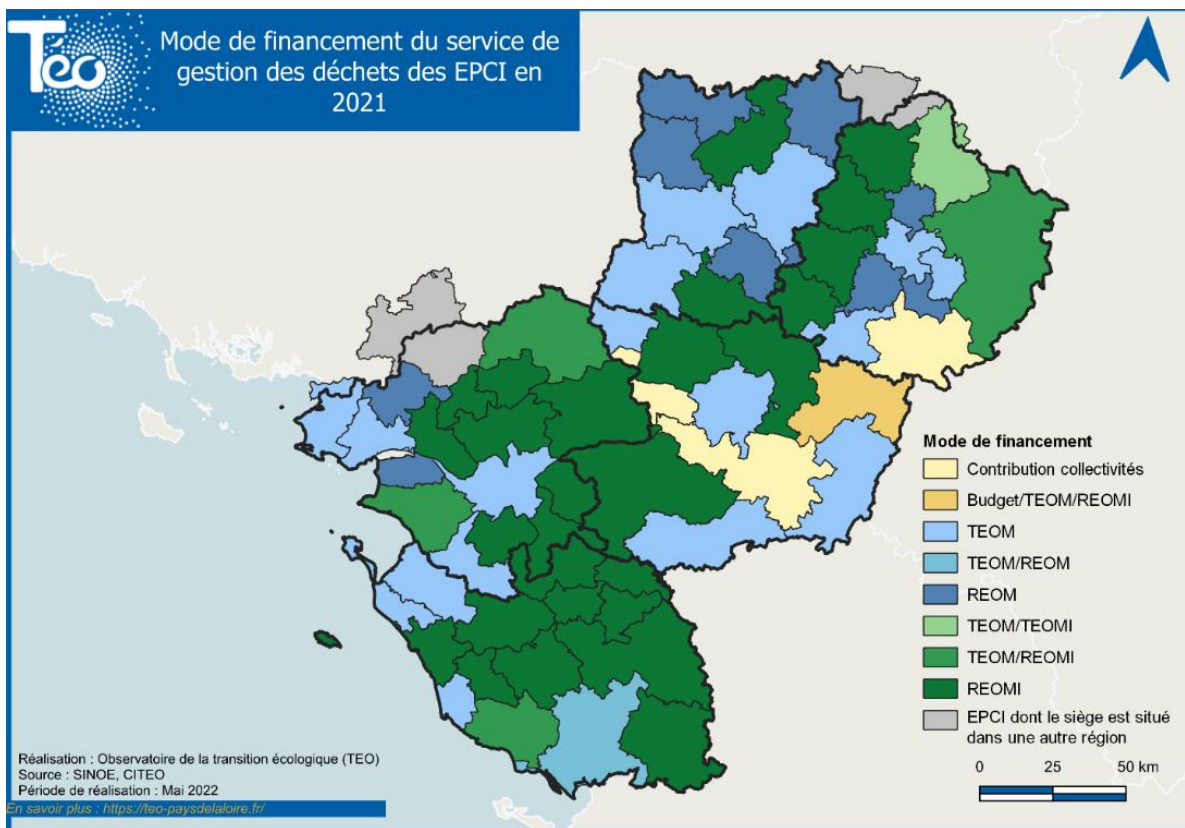 Téo
Mode de financement du service de
gestion des déchets des EPCI en
2021
Mode de financement
Contribution collectivités
Budget/TEOM/REOMI
TEOM
TEOM/REOM
REOM
TEOM/TEOMI
TEOM/REOMI
REOMI
EPCI dont le siège est situé
dans une autre région
0 25 50 km
Réalisation : Observatoire de la transition écologique (TEO)
Source : SINOE, CITEO
Période de réalisation : Mai 2022
En savoir plus : https://teo-paysdelaloire.fr/